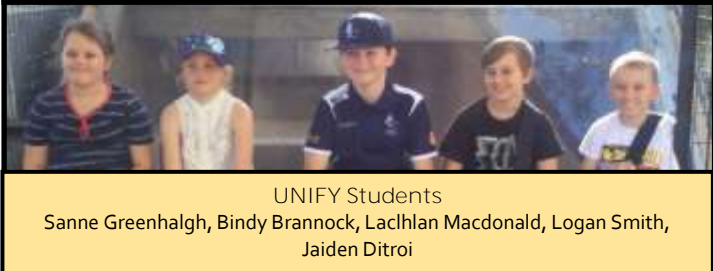 UNIFY Students
Sanne Greenhalgh, Bindy Brannock, Laclhlan Macdonald, Logan Smith,
Jaiden Ditroi